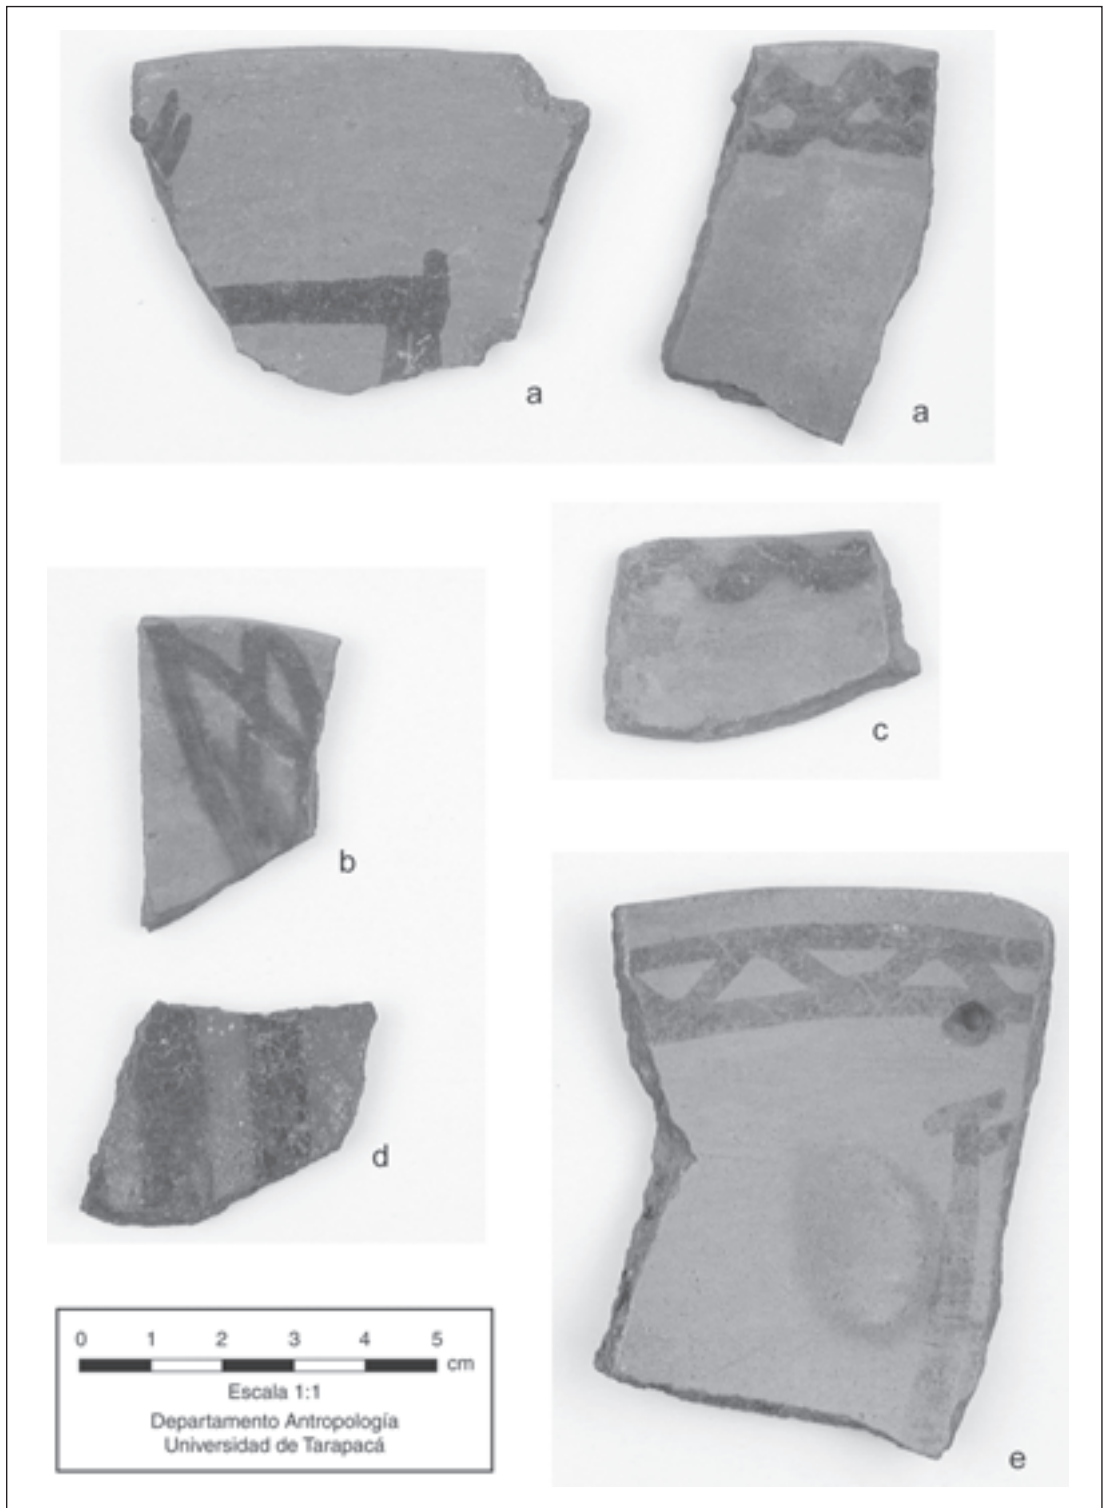 a
a
c
b
d
e
0 1 2 3 4 5
cm
Escala 1:1
Departamento Antropología
Universidad de Tarapacá